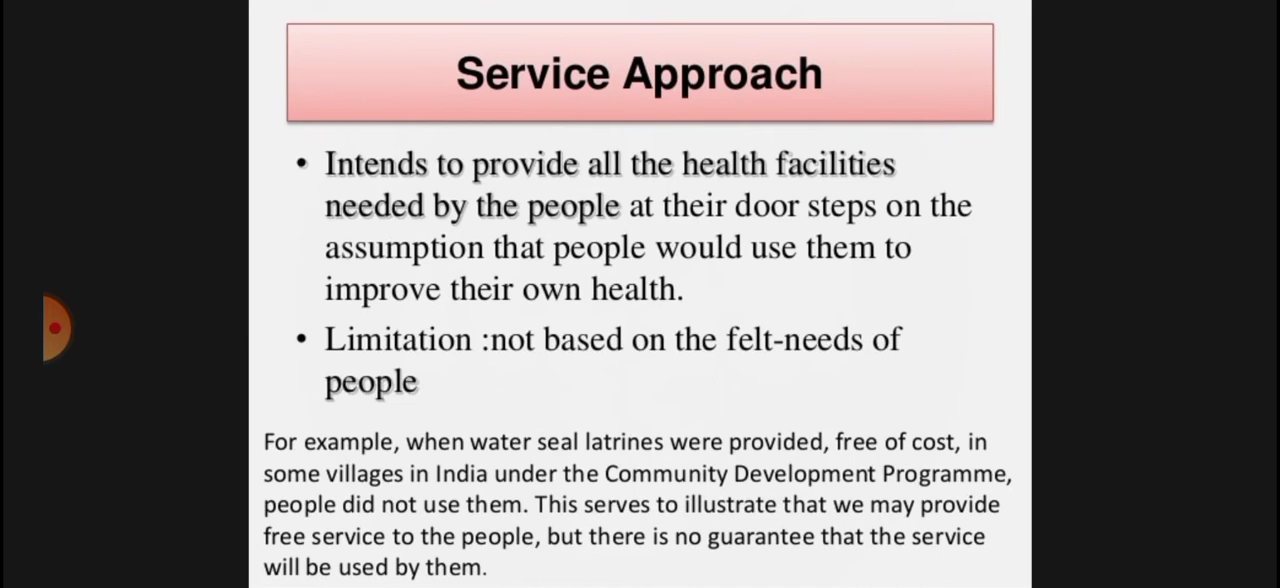 Service Approach
• Intends to provide all the health facilities
needed by the people at their door steps on the
assumption that people would use them to
improve their own health.
• Limitation :not based on the felt-needs of
people
For example, when water seal latrines were provided, free of cost, in
some villages in India under the Community Development Programme,
people did not use them. This serves to illustrate that we may provide
free service to the people, but there is no guarantee that the service
will be used by them.